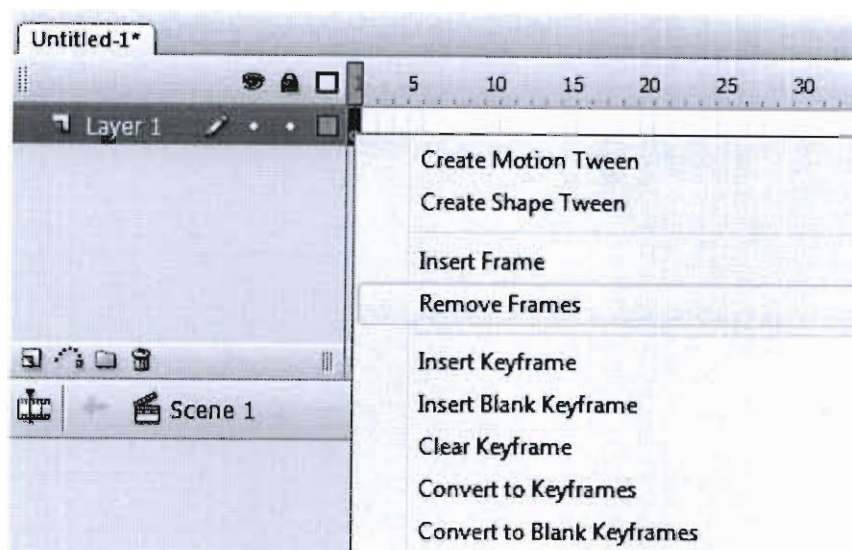 Untitled-1*
5 10 15 20 25 30
Layer 1
Create Motion Tween
Create Shape Tween
Insert Frame
Remove Frames
Insert Keyframe
Insert Blank Keyframe
Scene 1
Clear Keyframe
Convert to Keyframes
Convert to Blank Keyframes